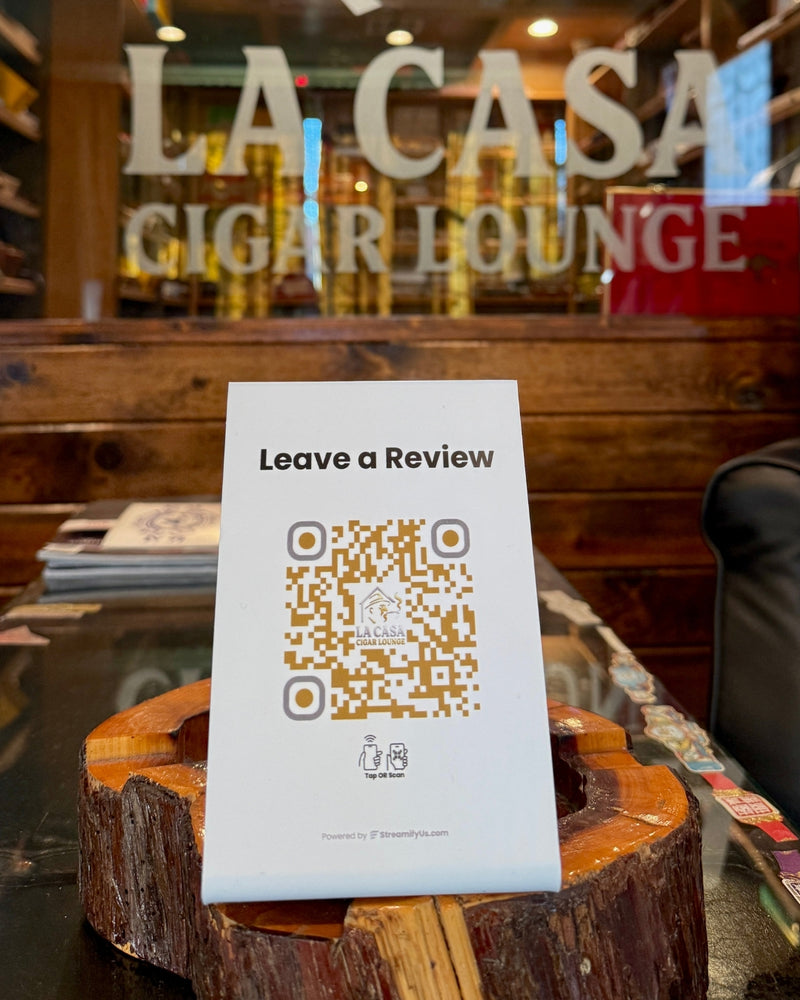 LA CASA
CIGAR LOUNGE
Leave a Review
LA CASA
CIGAR LOUNGE
Tap OR Scan
Powered by StreamifyUs.com